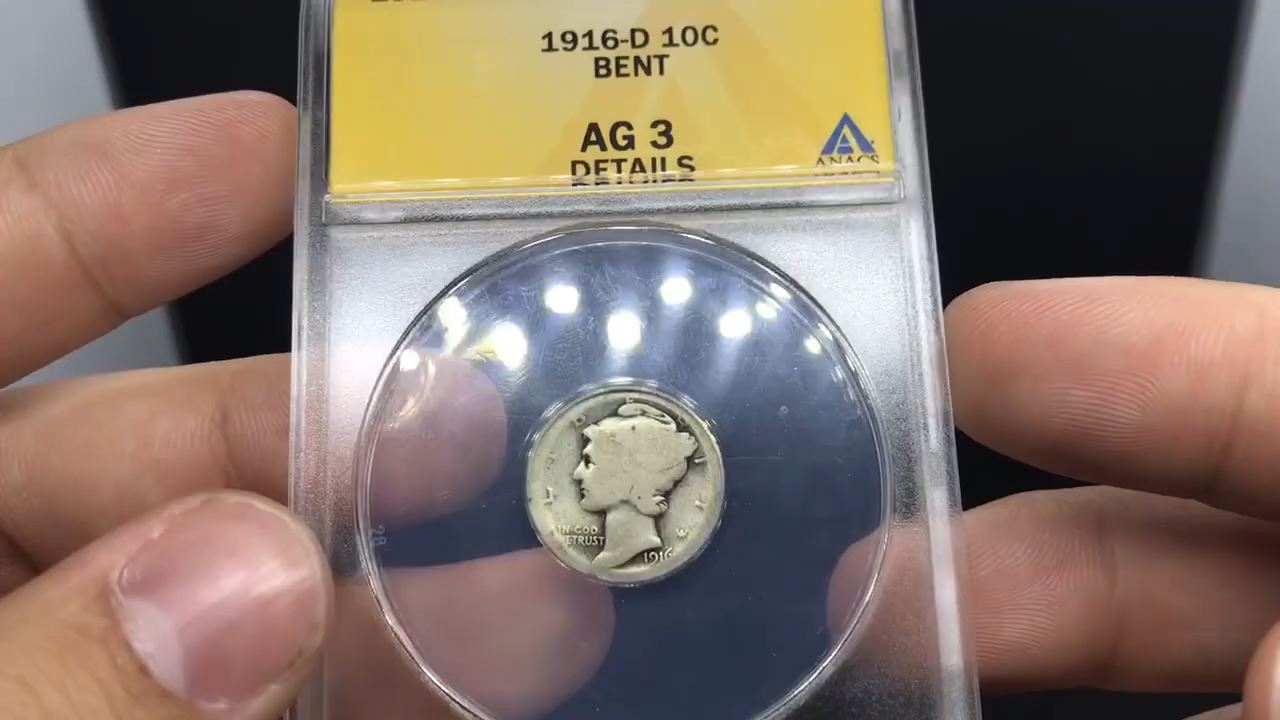 1916-D 10C
BENT
AG 3
DETAILS
ANACS
IN GOD
TRUST
1916